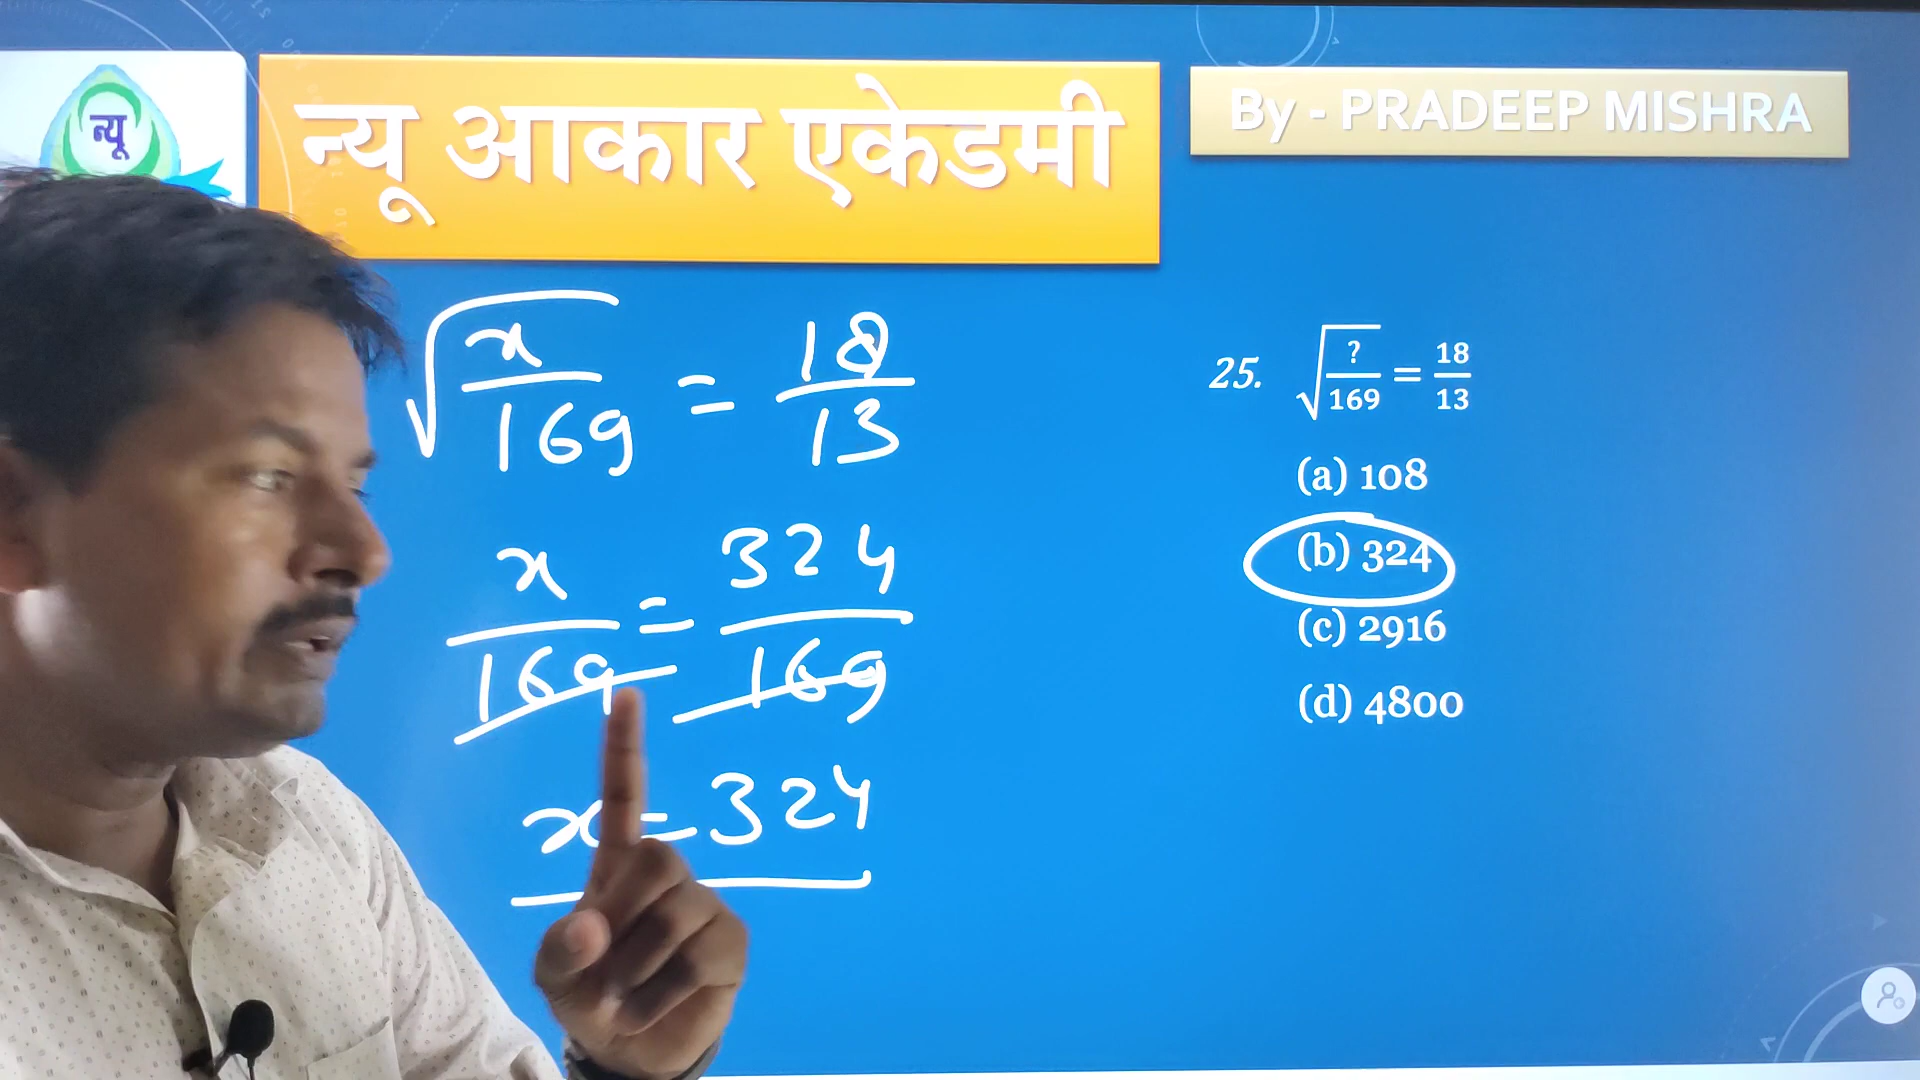 न्यू
न्यू आकार एकेडमी
By - PRADEEP MISHRA
√(x/169) = 18/13
x/169 = 324/169
x = 324
25. √(?/169) = 18/13
(a) 108
(b) 324
(c) 2916
(d) 4800